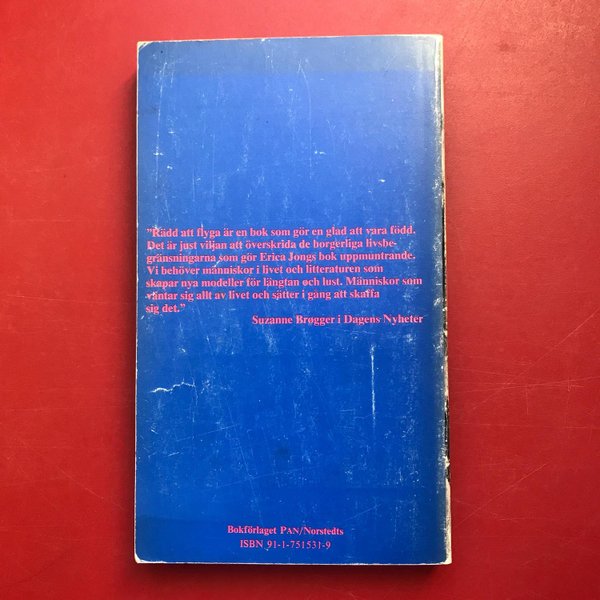 "Rädd att flyga är en bok som gör en glad att vara född.
Det är just viljan att överskrida de borgerliga livsbe-
gränsningarna som gör Erica Jongs bok uppmuntrande.
Vi behöver människor i livet och litteraturen som
skapar nya modeller för längtan och lust. Människor som
väntar sig allt av livet och sätter i gång att skaffa
sig det."
Suzanne Brøgger i Dagens Nyheter
Bokförlaget PAN/Norstedts
ISBN 91-1-751531-9